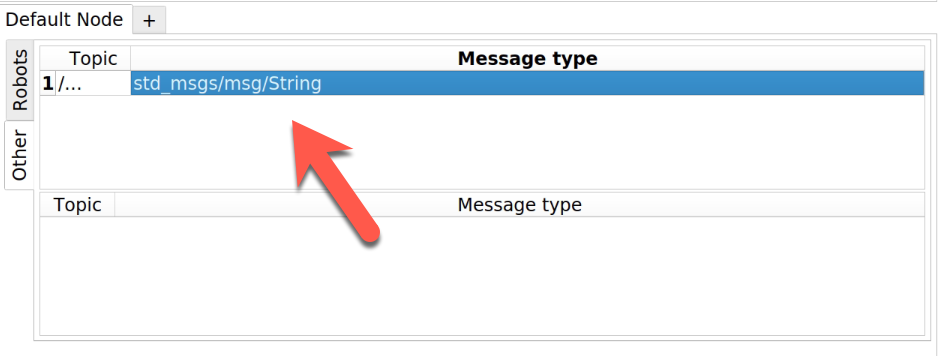 Default Node +
Robots
Other
Topic Message type
1 /... std_msgs/msg/String
Topic Message type